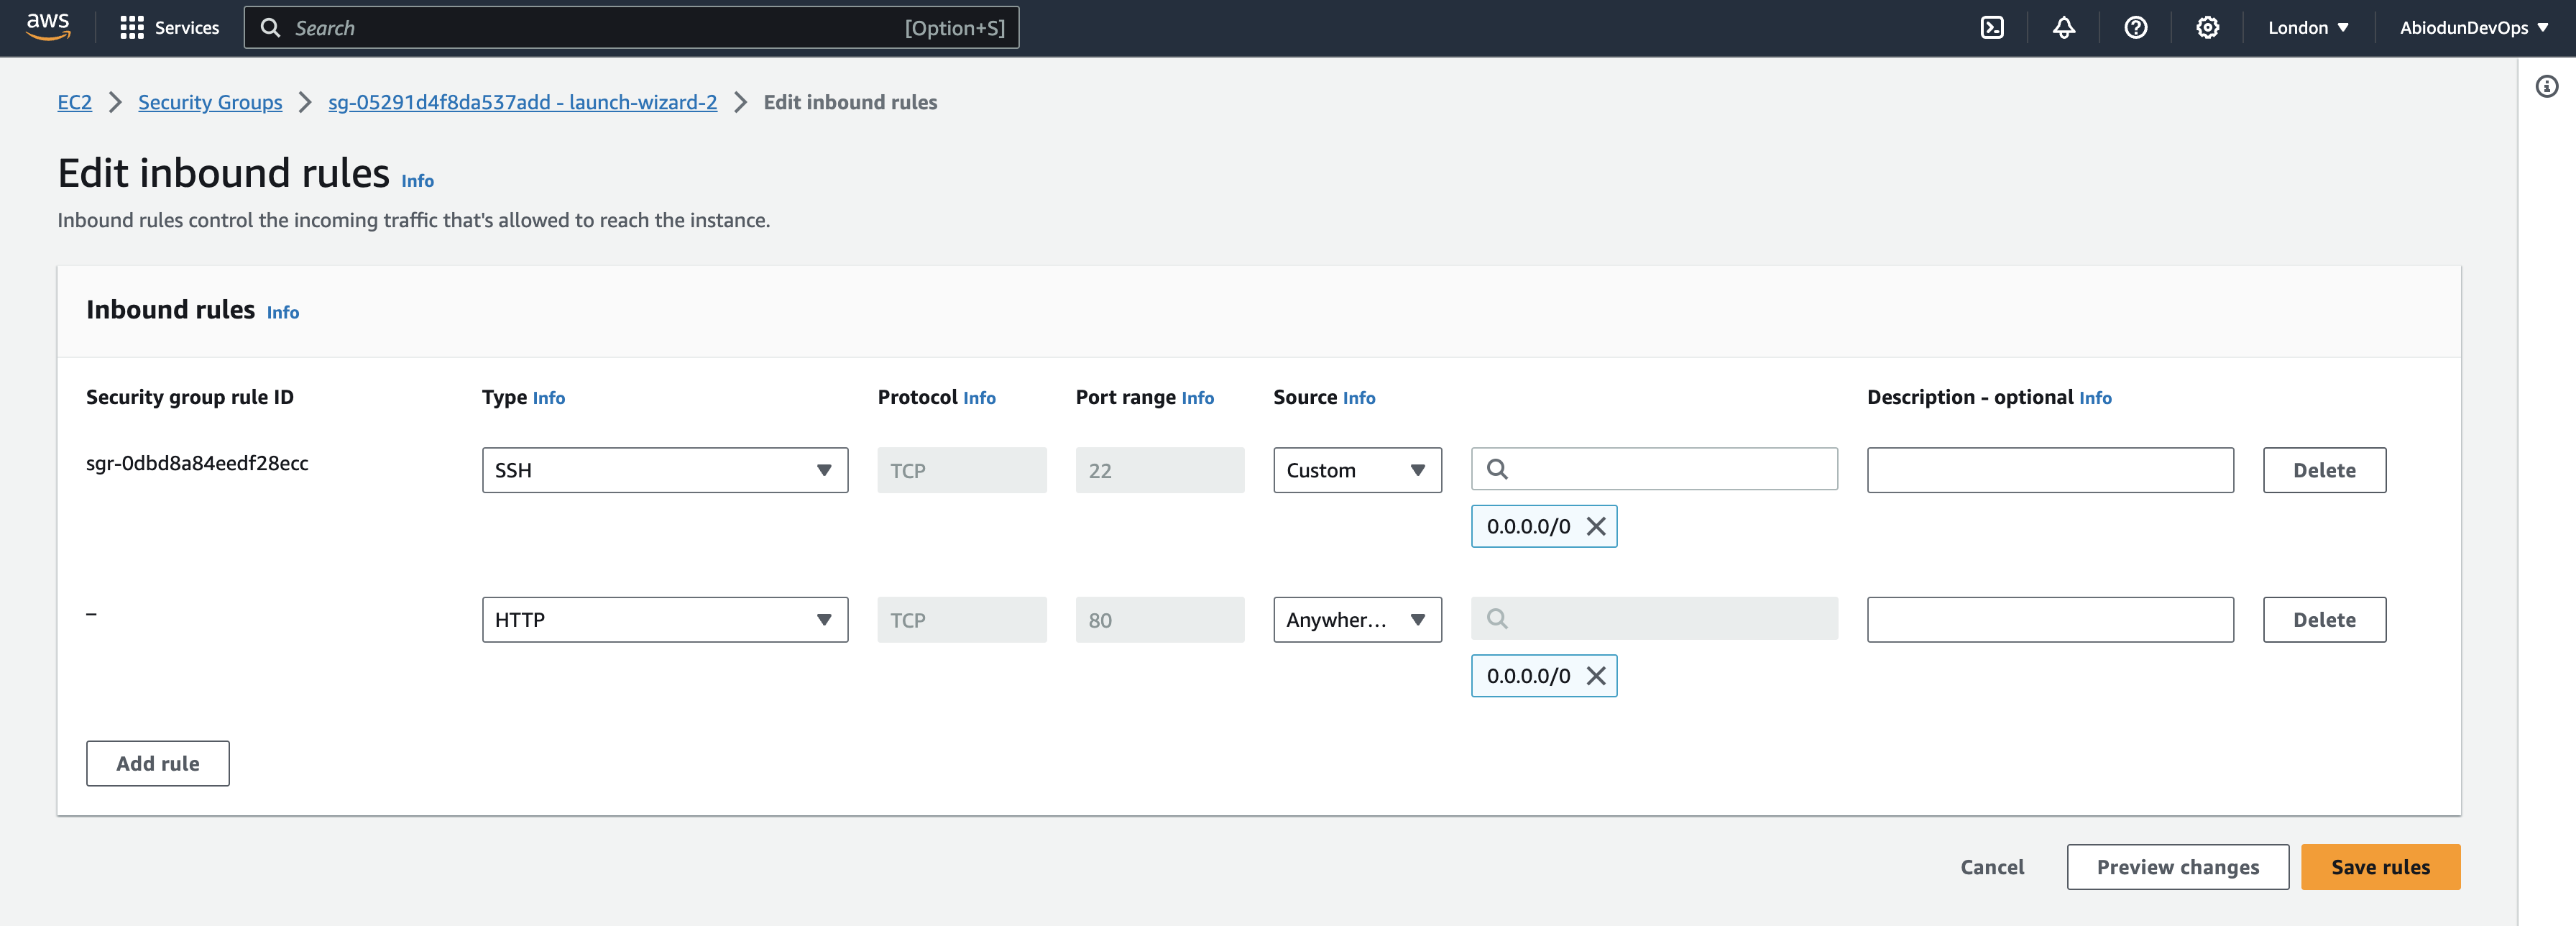 aws Services Search [Option+S] London AbiodunDevOps
EC2 Security Groups sg-05291d4f8da537add - launch-wizard-2 Edit inbound rules
Edit inbound rules Info
Inbound rules control the incoming traffic that's allowed to reach the instance.
Inbound rules Info
Security group rule ID Type Info Protocol Info Port range Info Source Info Description - optional Info
sgr-0dbd8a84eedf28ecc SSH TCP 22 Custom Delete
0.0.0.0/0
– HTTP TCP 80 Anywher... Delete
0.0.0.0/0
Add rule
Cancel Preview changes Save rules